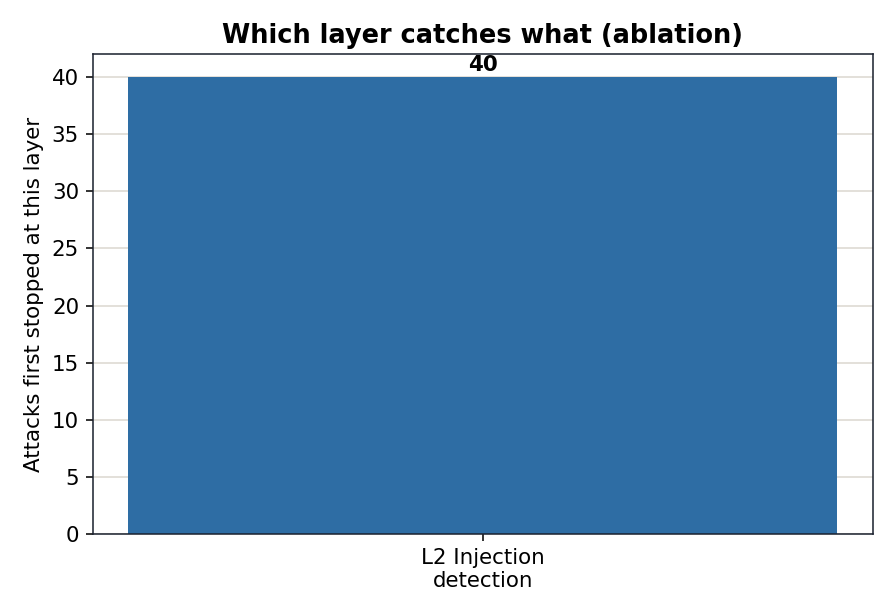 Which layer catches what (ablation)
40
Attacks first stopped at this layer
40
35
30
25
20
15
10
5
0
L2 Injection
detection